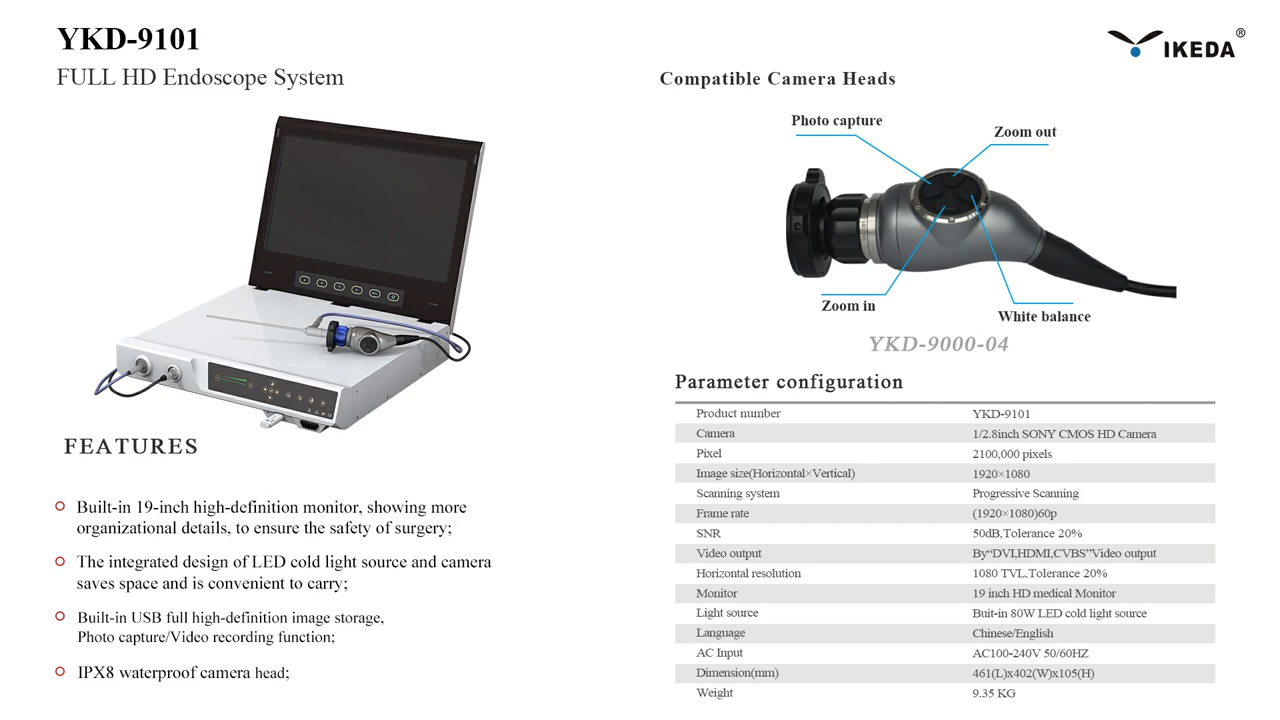 YKD-9101
FULL HD Endoscope System
IKEDA®
Compatible Camera Heads
Photo capture
Zoom out
Zoom in
White balance
YKD-9000-04
FEATURES
Built-in 19-inch high-definition monitor, showing more
organizational details, to ensure the safety of surgery;
The integrated design of LED cold light source and camera
saves space and is convenient to carry;
Built-in USB full high-definition image storage,
Photo capture/Video recording function;
IPX8 waterproof camera head;
Parameter configuration
Product number YKD-9101
Camera 1/2.8inch SONY CMOS HD Camera
Pixel 2100,000 pixels
Image size(Horizontal×Vertical) 1920×1080
Scanning system Progressive Scanning
Frame rate (1920×1080)60p
SNR 50dB,Tolerance 20%
Video output By“DVI,HDMI,CVBS”Video output
Horizontal resolution 1080 TVL,Tolerance 20%
Monitor 19 inch HD medical Monitor
Light source Buit-in 80W LED cold light source
Language Chinese/English
AC Input AC100-240V 50/60HZ
Dimension(mm) 461(L)x402(W)x105(H)
Weight 9.35 KG